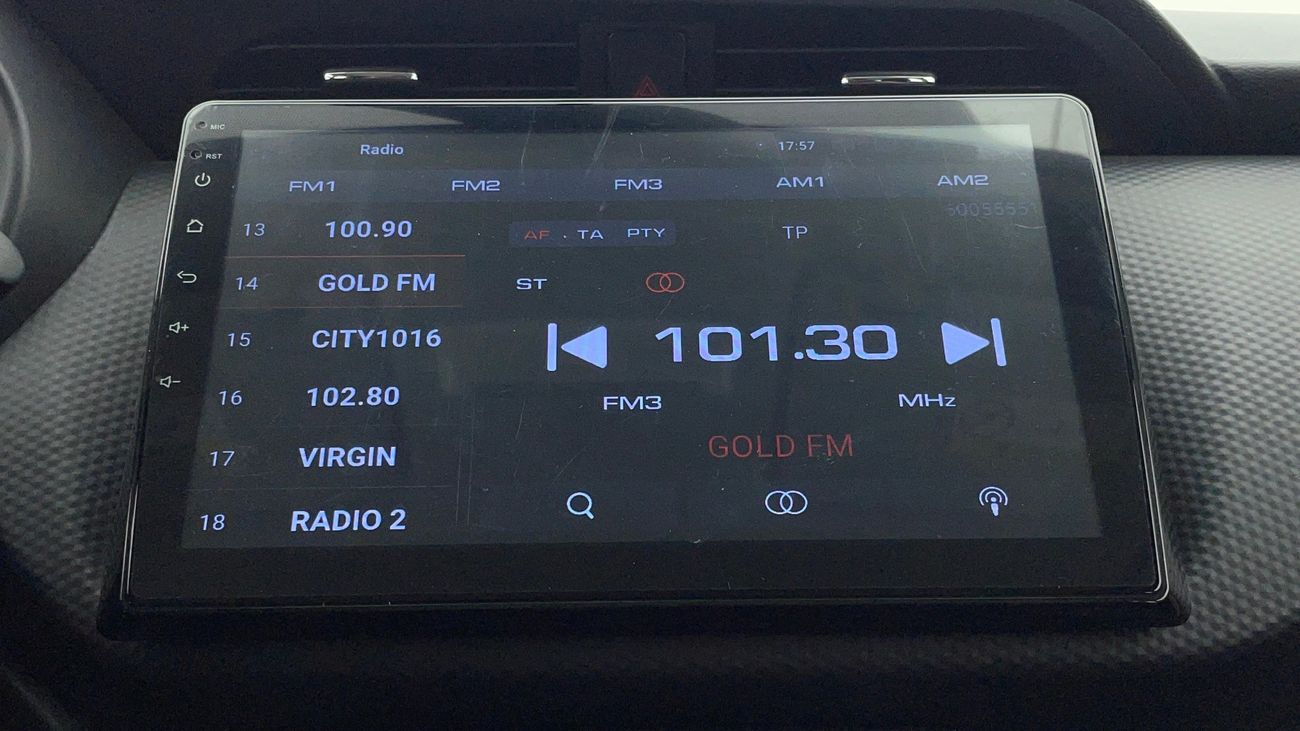 MIC
RST
Radio
17:57
FM1 FM2 FM3 AM1 AM2
13 100.90
14 GOLD FM
15 CITY1016
16 102.80
17 VIRGIN
18 RADIO 2
AF TA PTY TP
ST
101.30
FM3 MHz
GOLD FM